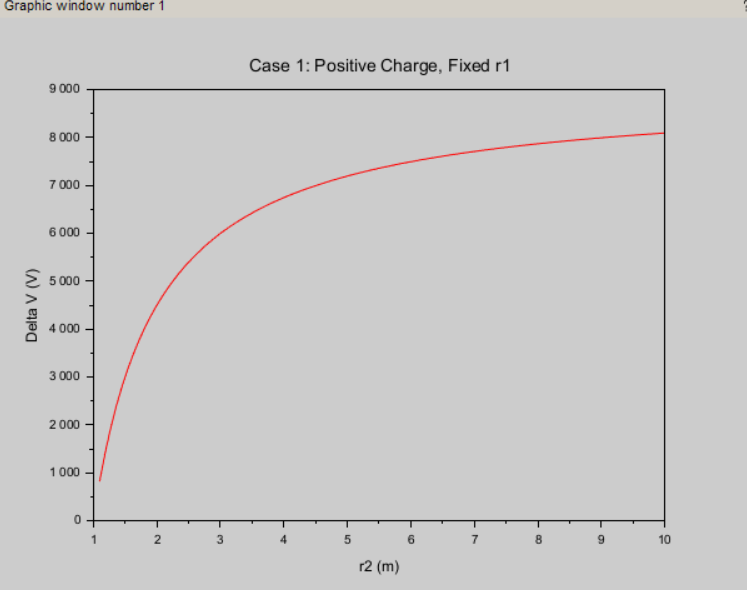 Graphic window number 1
?
Case 1: Positive Charge, Fixed r1
9 000
8 000
7 000
6 000
5 000
4 000
3 000
2 000
1 000
0
Delta V (V)
1 2 3 4 5 6 7 8 9 10
r2 (m)